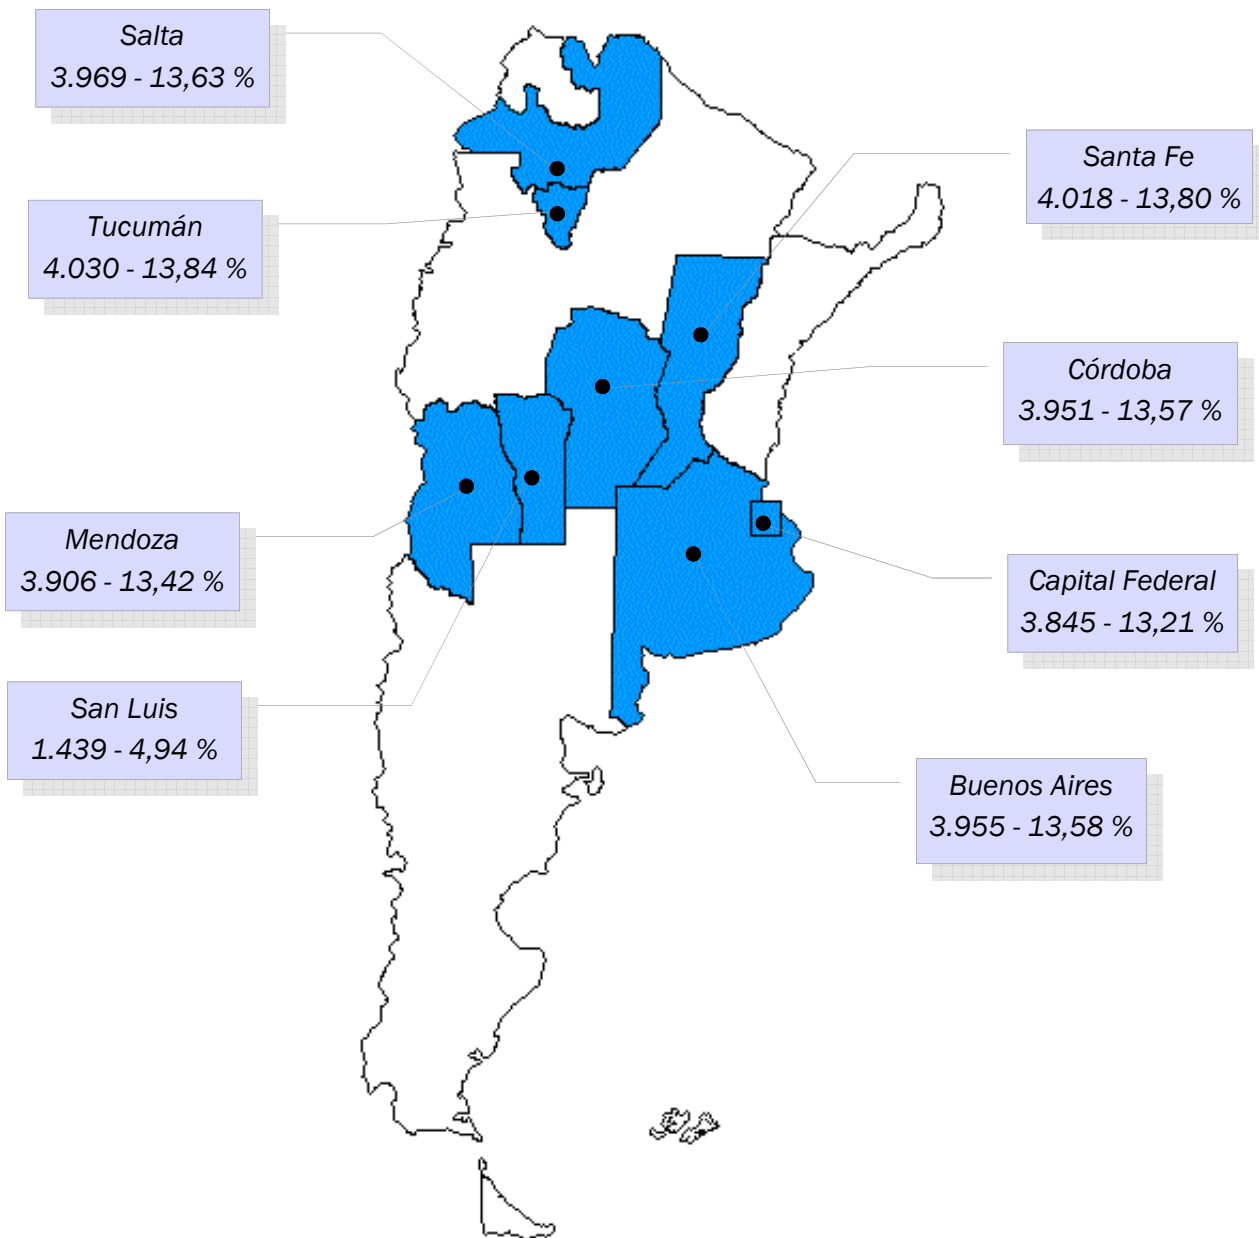 Salta
3.969 - 13,63 %
Tucumán
4.030 - 13,84 %
Santa Fe
4.018 - 13,80 %
Córdoba
3.951 - 13,57 %
Mendoza
3.906 - 13,42 %
Capital Federal
3.845 - 13,21 %
San Luis
1.439 - 4,94 %
Buenos Aires
3.955 - 13,58 %